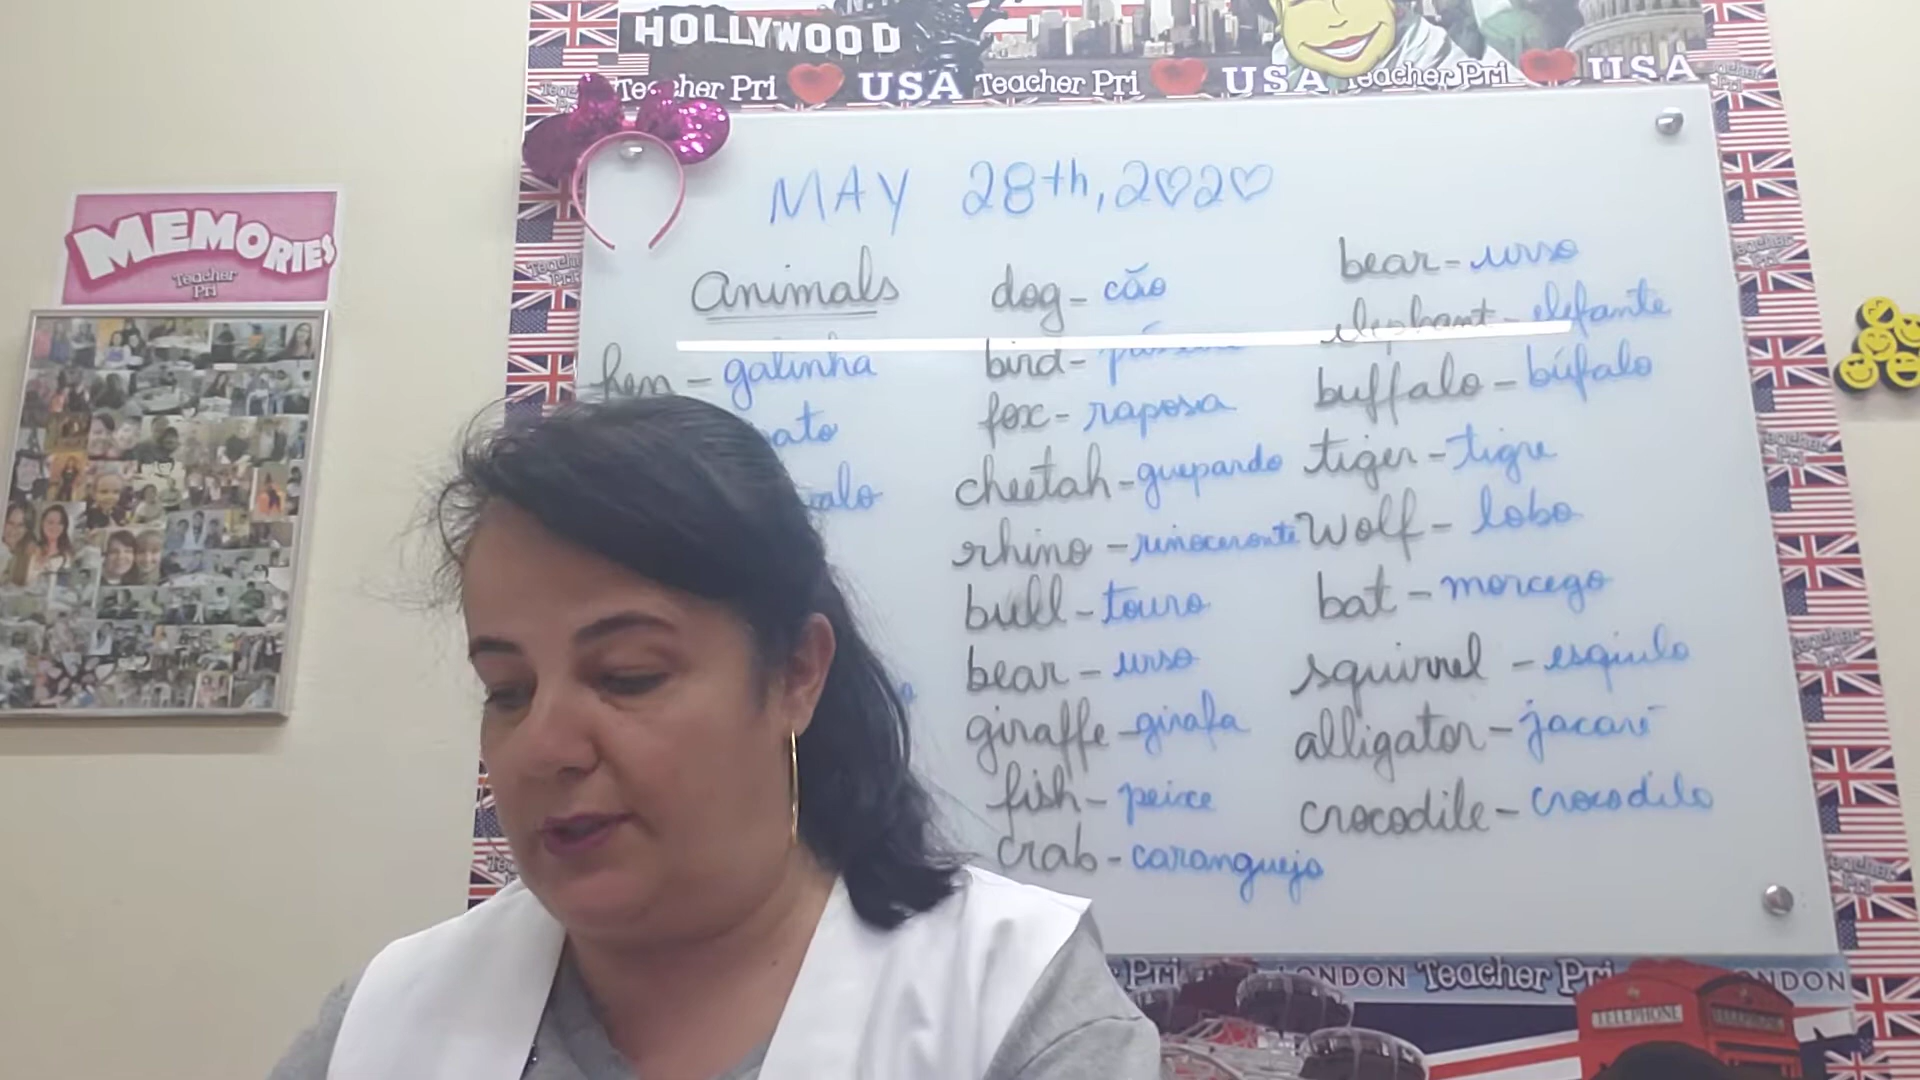 HOLLYWOOD
Teacher Pri USA Teacher Pri USA Teacher Pri USA
MEMORIES
Teacher
Pri
MAY 28th, 2020
animals
hen - galinha
dog - cão
bird -
fox - raposa
cheetah - guepardo
rhino - rinoceronte
bull - touro
bear - urso
giraffe - girafa
fish - peixe
crab - caranguejo
bear - urso
elephant - elefante
buffalo - búfalo
tiger - tigre
Wolf - lobo
bat - morcego
squirrel - esquilo
alligator - jacaré
crocodile - crocodilo
Pri LONDON Teacher Pri LONDON
TELEPHONE